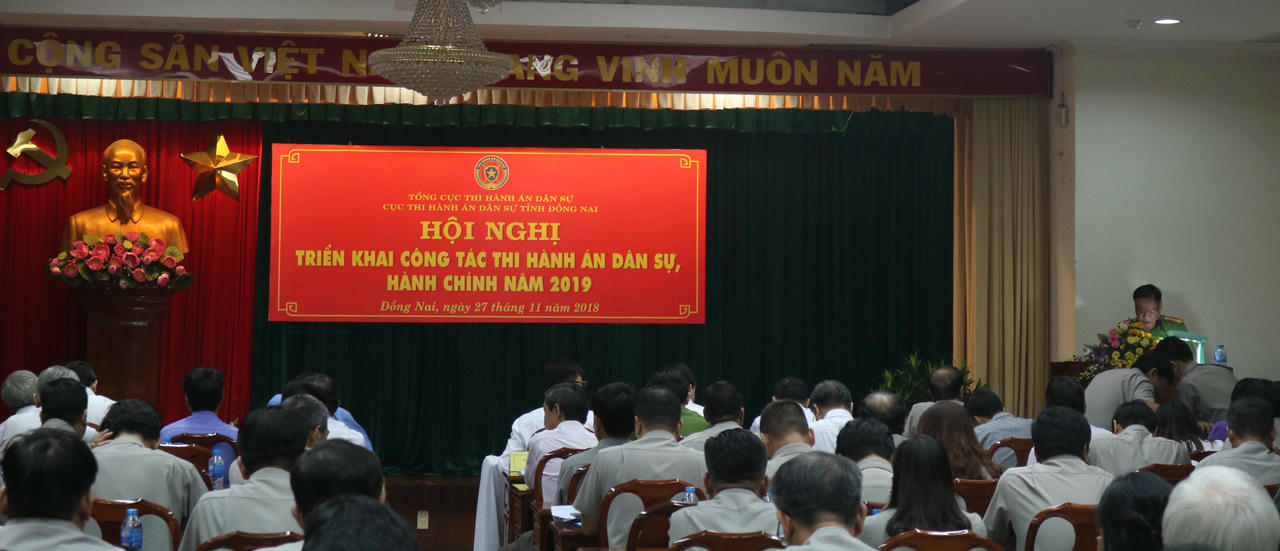 CỘNG SẢN VIỆT
VINH MUÔN NĂM
TỔNG CỤC THI HÀNH ÁN DÂN SỰ
CỤC THI HÀNH ÁN DÂN SỰ TỈNH ĐỒNG NAI
HỘI NGHỊ
TRIỂN KHAI CÔNG TÁC THI HÀNH ÁN DÂN SỰ,
HÀNH CHÍNH NĂM 2019
Đồng Nai, ngày 27 tháng 11 năm 2018